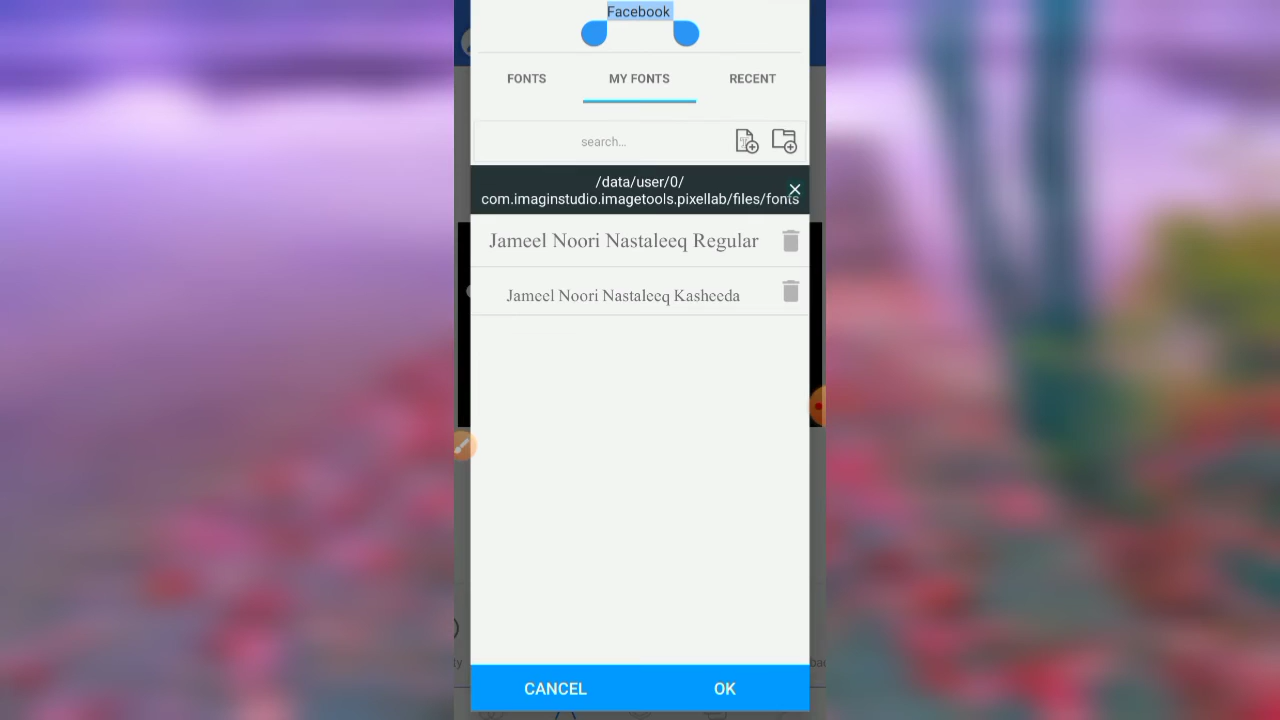 Facebook
FONTS
MY FONTS
RECENT
search...
/data/user/0/
com.imaginstudio.imagetools.pixellab/files/fonts
Jameel Noori Nastaleeq Regular
Jameel Noori Nastaleeq Kasheeda
CANCEL
OK